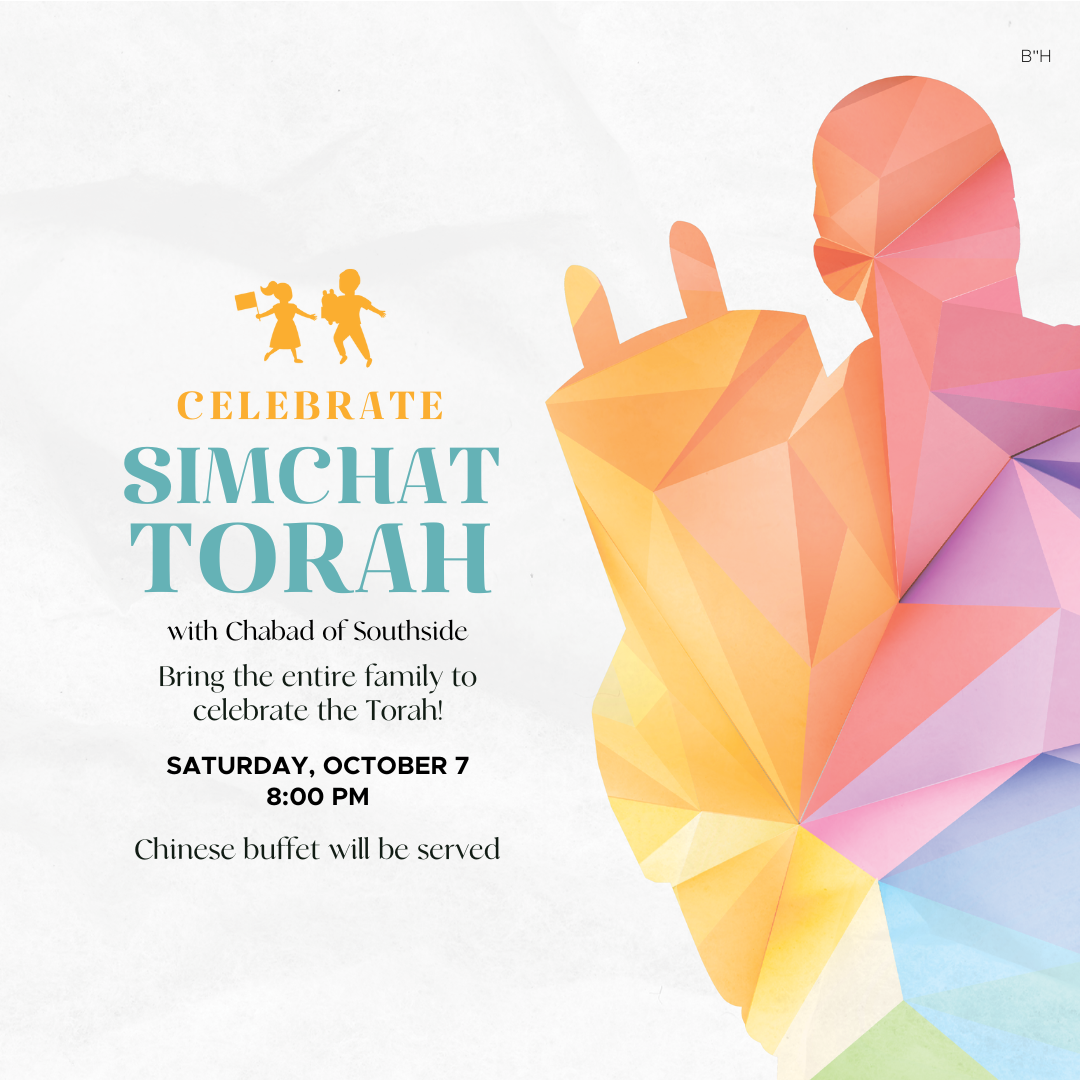 B"H
CELEBRATE
SIMCHAT
TORAH
with Chabad of Southside
Bring the entire family to
celebrate the Torah!
SATURDAY, OCTOBER 7
8:00 PM
Chinese buffet will be served